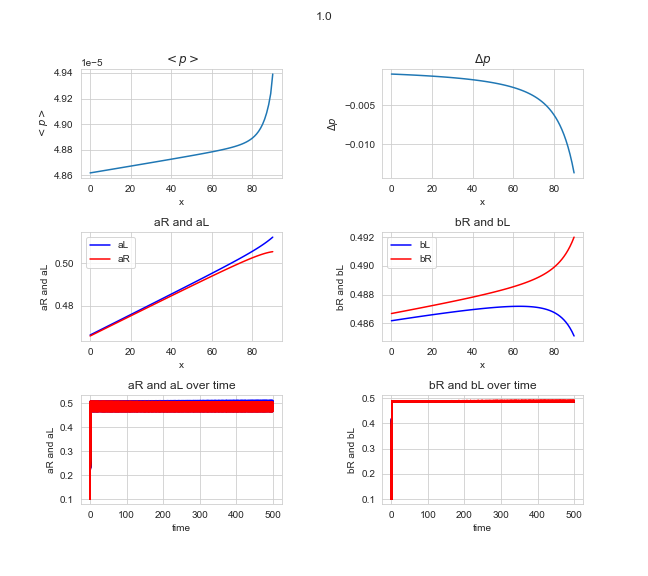 1.0
< p >
1e−5
4.94
4.92
4.90
4.88
4.86
< p >
0 20 40 60 80
x
Δp
−0.005
−0.010
Δp
0 20 40 60 80
x
aR and aL
aL
aR
0.50
0.48
aR and aL
0 20 40 60 80
x
bR and bL
bL
bR
0.492
0.490
0.488
0.486
bR and bL
0 20 40 60 80
x
aR and aL over time
0.5
0.4
0.3
0.2
0.1
aR and aL
0 100 200 300 400 500
time
bR and bL over time
0.5
0.4
0.3
0.2
0.1
bR and bL
0 100 200 300 400 500
time